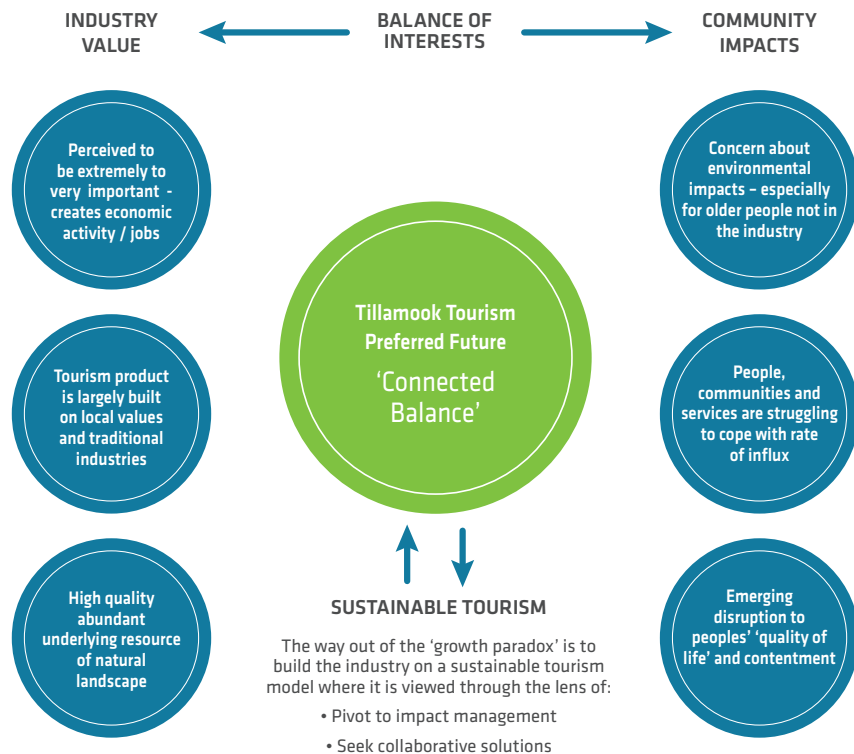 INDUSTRY
VALUE
BALANCE OF
INTERESTS
COMMUNITY
IMPACTS
Perceived to
be extremely to
very important -
creates economic
activity / jobs
Tourism product
is largely built
on local values
and traditional
industries
High quality
abundant
underlying resource
of natural
landscape
Tillamook Tourism
Preferred Future
‘Connected
Balance’
Concern about
environmental
impacts – especially
for older people not in
the industry
People,
communities and
services are struggling
to cope with rate
of influx
Emerging
disruption to
peoples’ ‘quality of
life’ and contentment
SUSTAINABLE TOURISM
The way out of the ‘growth paradox’ is to
build the industry on a sustainable tourism
model where it is viewed through the lens of:
• Pivot to impact management
• Seek collaborative solutions